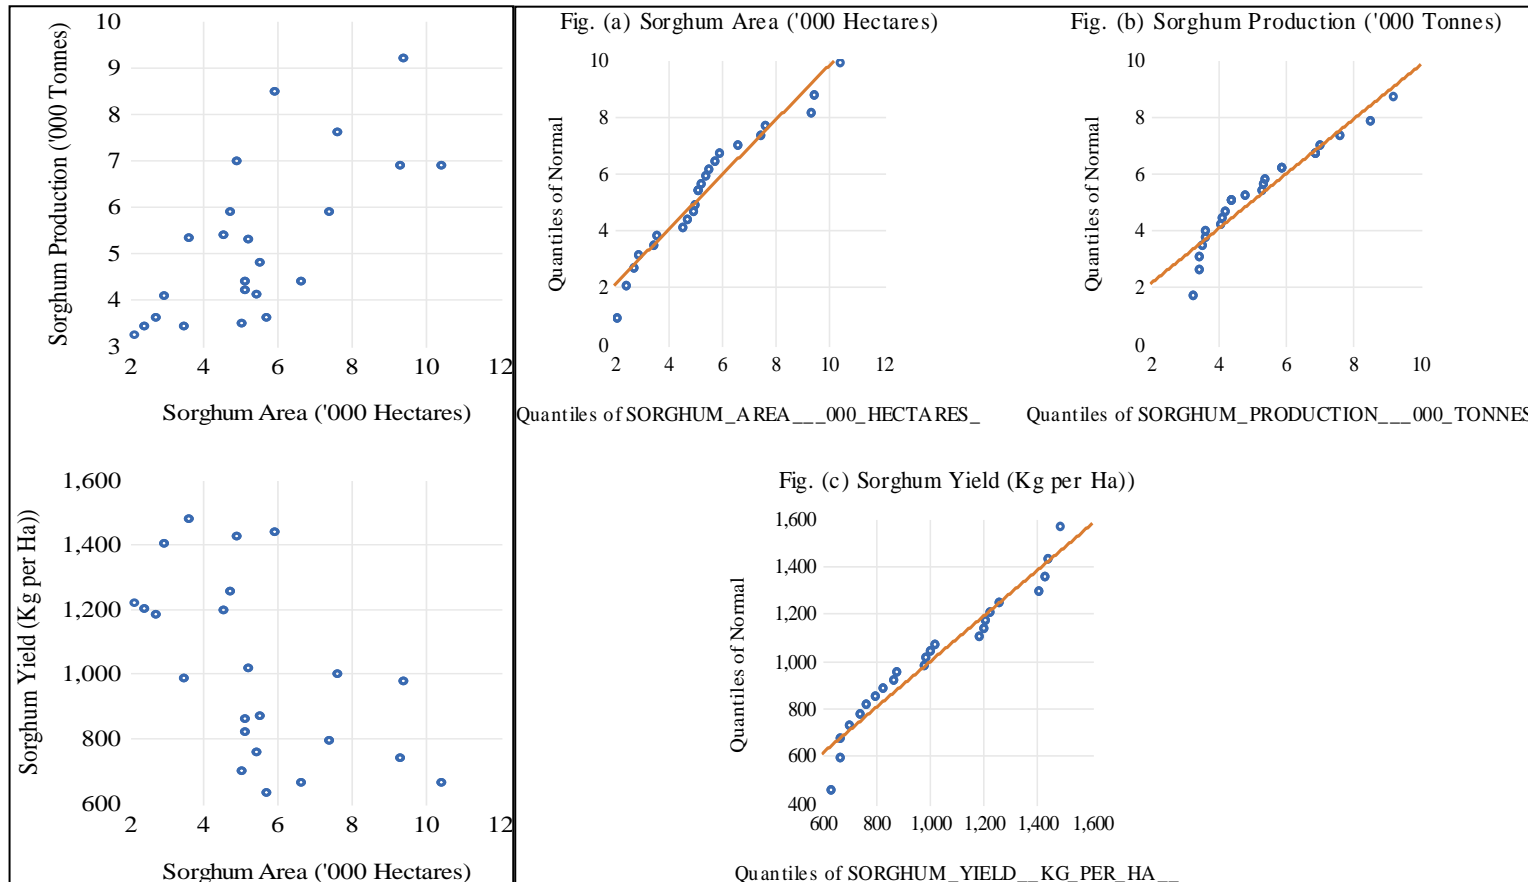 Sorghum Production ('000 Tonnes)
10
9
8
7
6
5
4
3
2 4 6 8 10 12
Sorghum Area ('000 Hectares)
Sorghum Yield (Kg per Ha))
1,600
1,400
1,200
1,000
800
600
2 4 6 8 10 12
Sorghum Area ('000 Hectares)
Fig. (a) Sorghum Area ('000 Hectares)
Quantiles of Normal
10
8
6
4
2
0
2 4 6 8 10 12
Quantiles of SORGHUM_AREA___000_HECTARES_
Fig. (b) Sorghum Production ('000 Tonnes)
Quantiles of Normal
10
8
6
4
2
0
2 4 6 8 10
Quantiles of SORGHUM_PRODUCTION___000_TONNES
Fig. (c) Sorghum Yield (Kg per Ha))
Quantiles of Normal
1,600
1,400
1,200
1,000
800
600
400
600 800 1,000 1,200 1,400 1,600
Quantiles of SORGHUM_YIELD__KG_PER_HA__